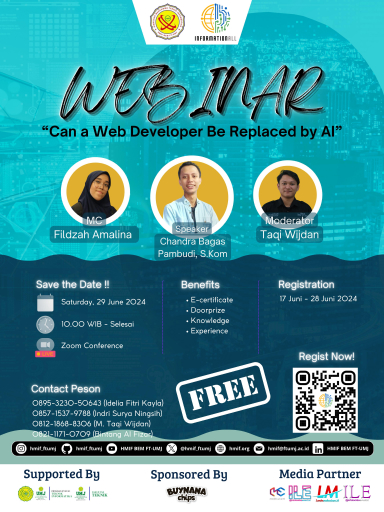 INFORMATIONALL
WEBINAR
“Can a Web Developer Be Replaced by AI”
MC
Fildzah Amalina
Speaker
Chandra Bagas
Pambudi, S.Kom
Moderator
Taqi Wijdan
Save the Date !!
Saturday, 29 June 2024
10.00 WIB - Selesai
Zoom Conference
LIVE
Benefits
• E-certificate
• Doorprize
• Knowledge
• Experience
Registration
17 Juni - 28 Juni 2024
Regist Now!
FREE
Contact Peson
0895-3230-50643 (Idelia Fitri Kayla)
0857-1537-9788 (Indri Surya Ningsih)
0812-1868-8306 (M. Taqi Wijdan)
0821-1171-0709 (Bintang Al Fizar)
hmif_ftumj
hmif_ftumj
HMIF BEM FT-UMJ
@hmif_ftumj
hmif.org
hmif@ftumj.ac.id
HMIF BEM FT-UMJ
Supported By
Sponsored By
BUYNANA
chips
Media Partner